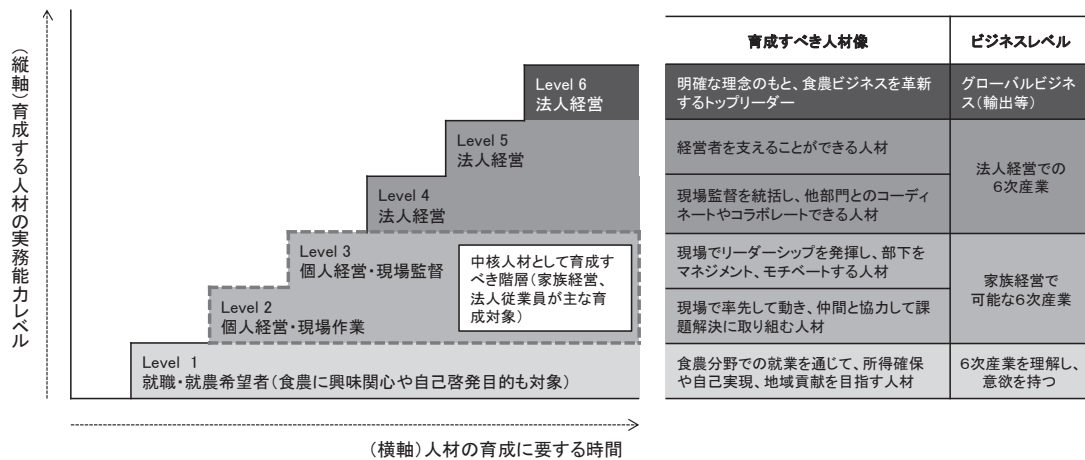 （縦軸）育成する人材の実務能力レベル
Level 6
法人経営
Level 5
法人経営
Level 4
法人経営
Level 3
個人経営・現場監督
Level 2
個人経営・現場作業
中核人材として育成す
べき階層（家族経営、
法人従業員が主な育
成対象）
Level 1
就職・就農希望者（食農に興味関心や自己啓発目的も対象）
（横軸）人材の育成に要する時間
育成すべき人材像
ビジネスレベル
明確な理念のもと、食農ビジネスを革新
するトップリーダー
グローバルビジネ
ス（輸出等）
経営者を支えることができる人材
現場監督を統括し、他部門とのコーディ
ネートやコラボレートできる人材
法人経営での
６次産業
現場でリーダーシップを発揮し、部下を
マネジメント、モチベートする人材
現場で率先して動き、仲間と協力して課
題解決に取り組む人材
家族経営で
可能な６次産業
食農分野での就業を通じて、所得確保
や自己実現、地域貢献を目指す人材
６次産業を理解し、
意欲を持つ